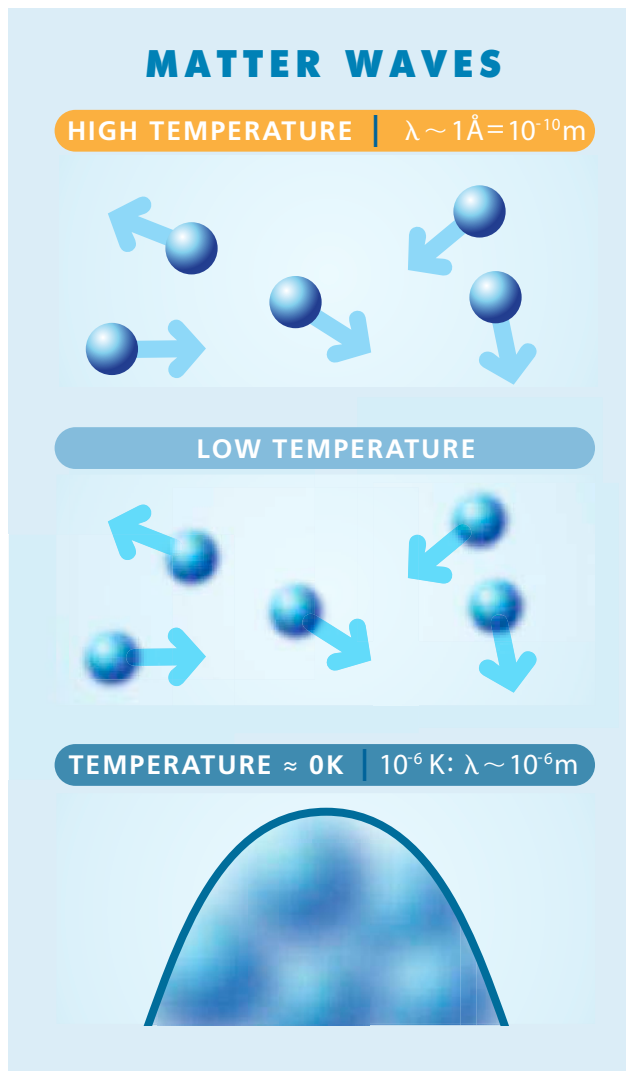 MATTER WAVES
HIGH TEMPERATURE | λ ~ 1Å=10⁻¹⁰m
LOW TEMPERATURE
TEMPERATURE ≈ 0K | 10⁻⁶ K: λ ~ 10⁻⁶m